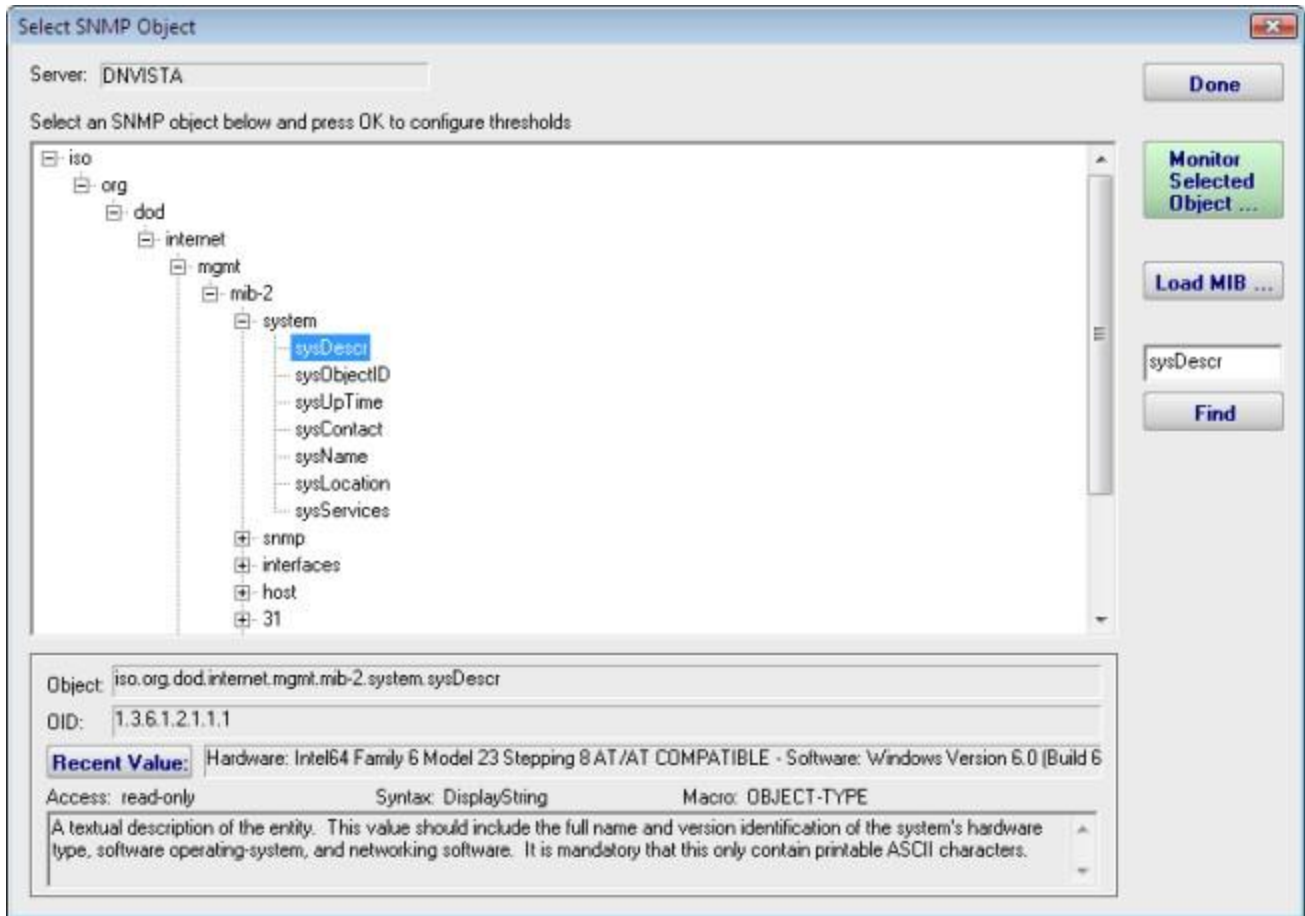 Select SNMP Object
Server: DNVISTA
Done
Select an SNMP object below and press OK to configure thresholds
iso
org
dod
internet
mgmt
mib-2
system
sysDescr
sysObjectID
sysUpTime
sysContact
sysName
sysLocation
sysServices
snmp
interfaces
host
31
Monitor
Selected
Object ...
Load MIB ...
sysDescr
Find
Object: iso.org.dod.internet.mgmt.mib-2.system.sysDescr
OID: 1.3.6.1.2.1.1.1
Recent Value: Hardware: Intel64 Family 6 Model 23 Stepping 8 AT/AT COMPATIBLE - Software: Windows Version 6.0 (Build 6
Access: read-only Syntax: DisplayString Macro: OBJECT-TYPE
A textual description of the entity. This value should include the full name and version identification of the system's hardware
type, software operating-system, and networking software. It is mandatory that this only contain printable ASCII characters.